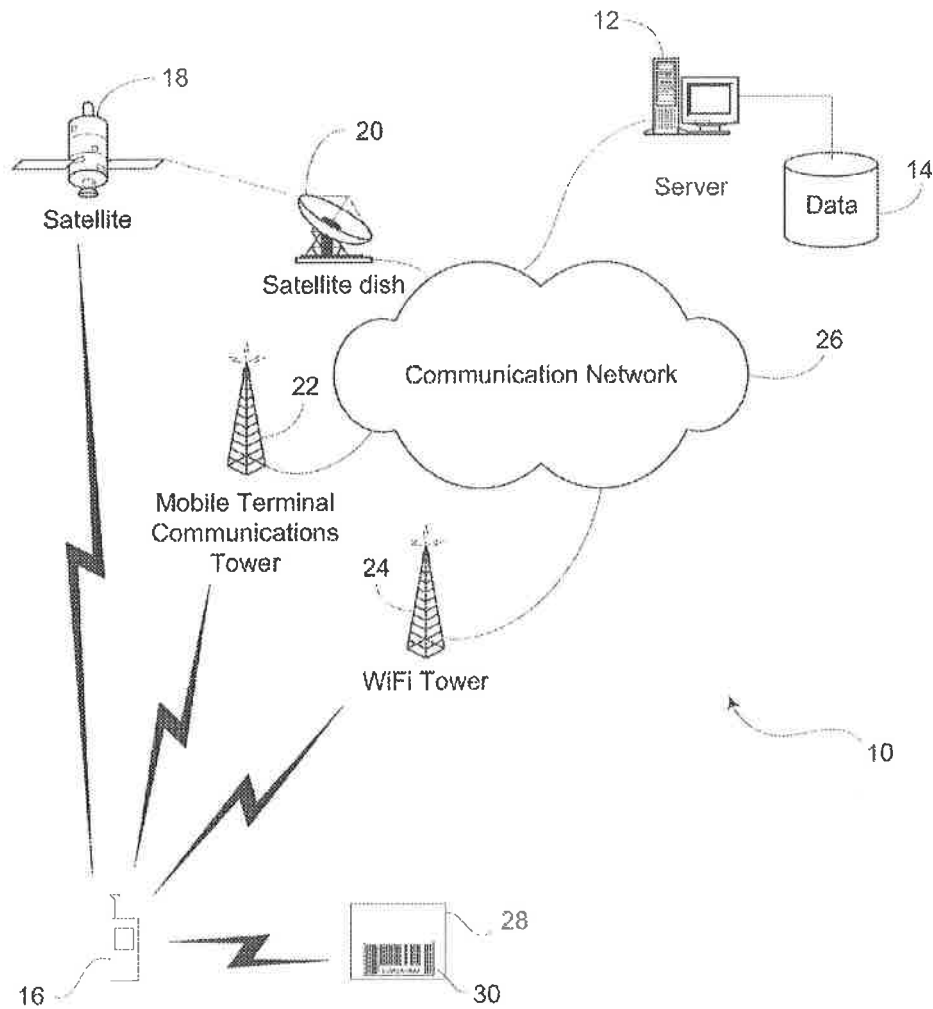 12
18
20
Server
14
Data
Satellite
Satellite dish
26
Communication Network
22
Mobile Terminal
Communications
Tower
24
WiFi Tower
10
28
16
30